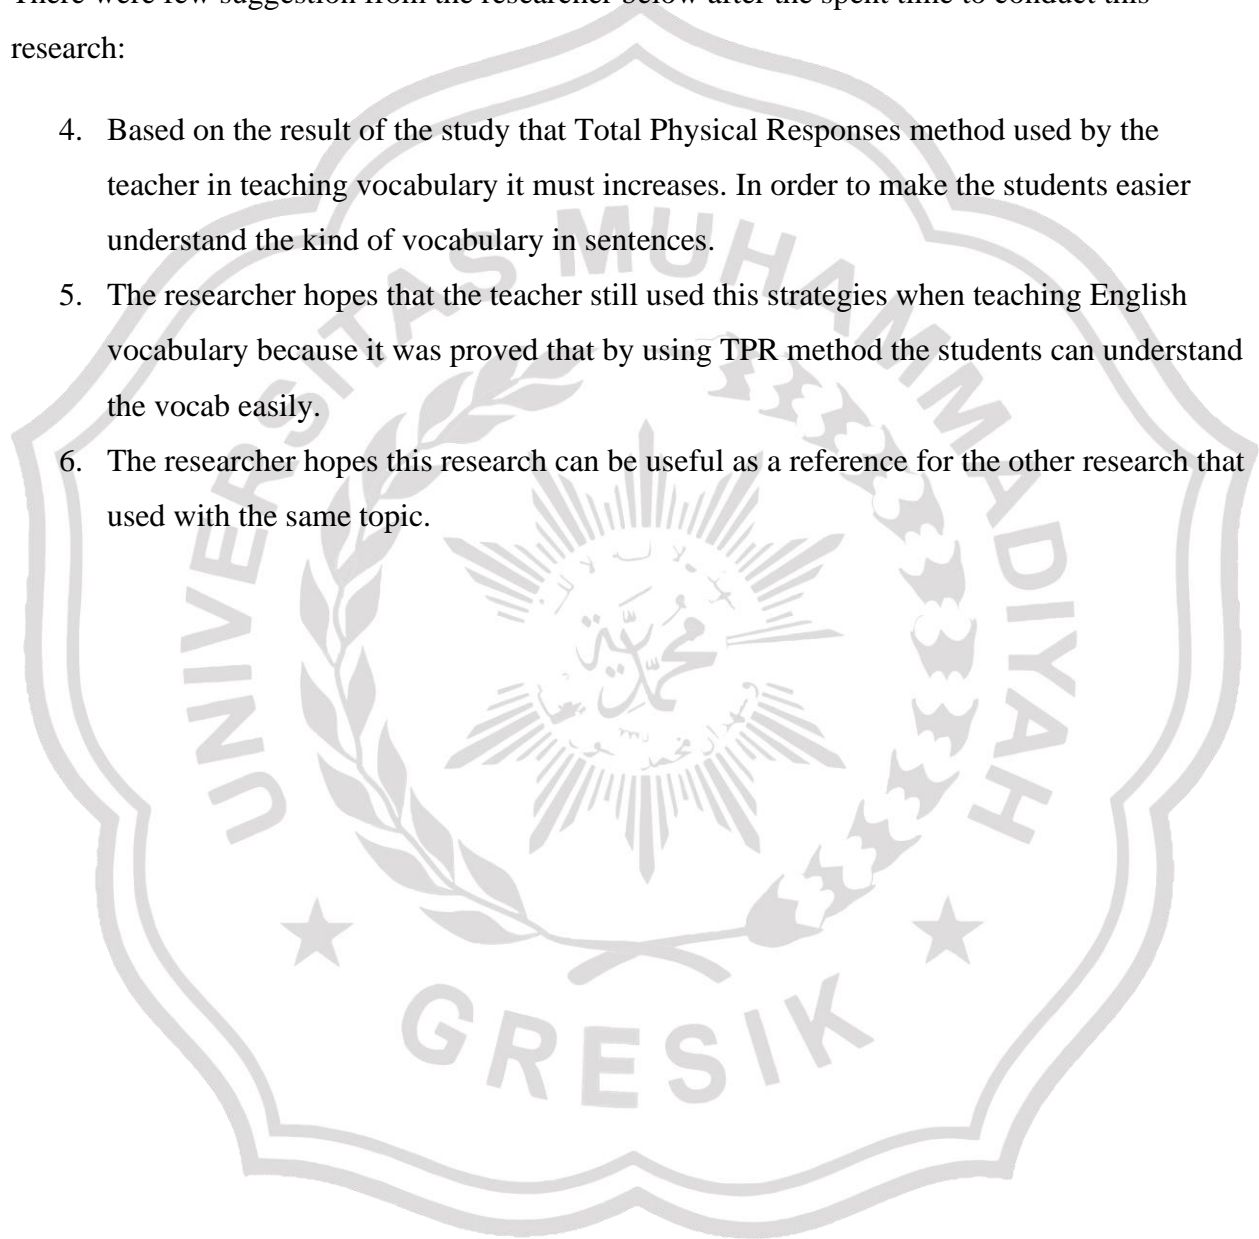 There were few suggestion from the researcher below after the spent time to conduct this
research:
4. Based on the result of the study that Total Physical Responses method used by the
teacher in teaching vocabulary it must increases. In order to make the students easier
understand the kind of vocabulary in sentences.
5. The researcher hopes that the teacher still used this strategies when teaching English
vocabulary because it was proved that by using TPR method the students can understand
the vocab easily.
6. The researcher hopes this research can be useful as a reference for the other research that
used with the same topic.
UNIVERSITAS MUHAMMADIYAH
محمدية
GRESIK